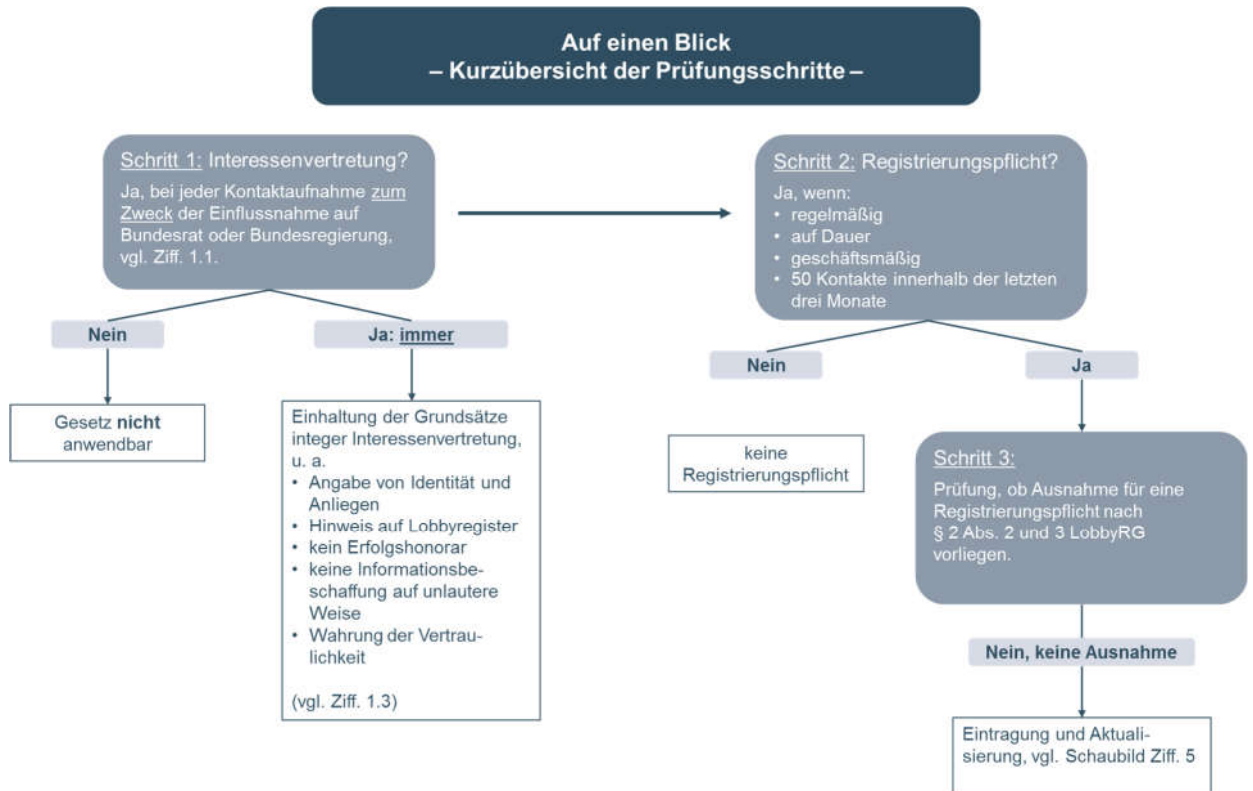 Auf einen Blick
– Kurzübersicht der Prüfungsschritte –
Schritt 1: Interessenvertretung?
Ja, bei jeder Kontaktaufnahme zum
Zweck der Einflussnahme auf
Bundesrat oder Bundesregierung,
vgl. Ziff. 1.1.
Nein
Ja: immer
Gesetz nicht
anwendbar
Einhaltung der Grundsätze
integer Interessenvertretung,
u. a.
• Angabe von Identität und
Anliegen
• Hinweis auf Lobbyregister
• kein Erfolgshonorar
• keine Informationsbe-
schaffung auf unlautere
Weise
• Wahrung der Vertrau-
lichkeit
(vgl. Ziff. 1.3)
Schritt 2: Registrierungspflicht?
Ja, wenn:
• regelmäßig
• auf Dauer
• geschäftsmäßig
• 50 Kontakte innerhalb der letzten
drei Monate
Nein
Ja
keine
Registrierungspflicht
Schritt 3:
Prüfung, ob Ausnahme für eine
Registrierungspflicht nach
§ 2 Abs. 2 und 3 LobbyRG
vorliegen.
Nein, keine Ausnahme
Eintragung und Aktuali-
sierung, vgl. Schaubild Ziff. 5